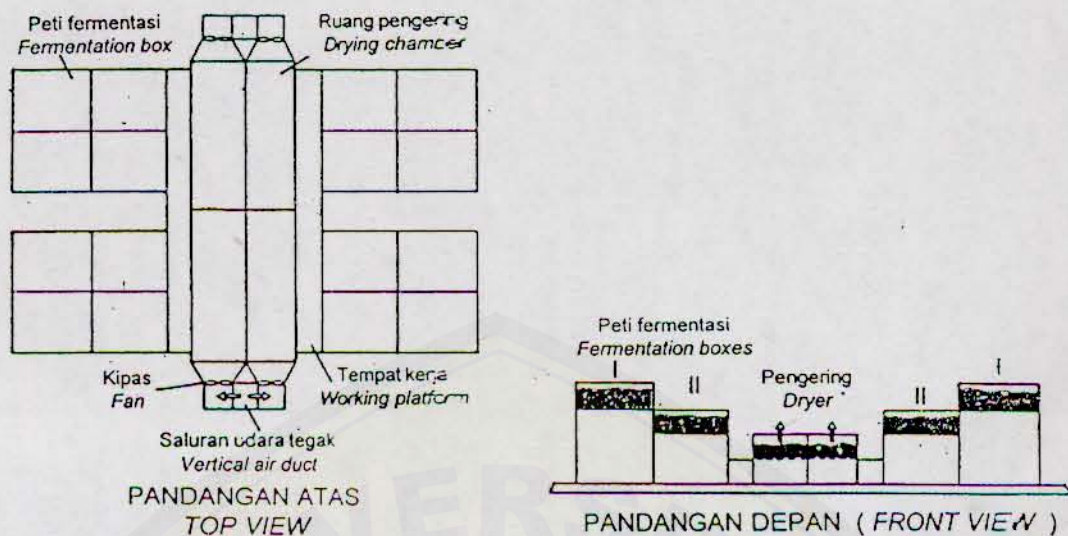 Peti fermentasi
Fermentation box
Ruang pengering
Drying chamber
Kipas
Fan
Tempat kerja
Working platform
Saluran udara tegak
Vertical air duct
PANDANGAN ATAS
TOP VIEW
Peti fermentasi
Fermentation boxes
I
II
Pengering
Dryer
II
I
PANDANGAN DEPAN ( FRONT VIEW )